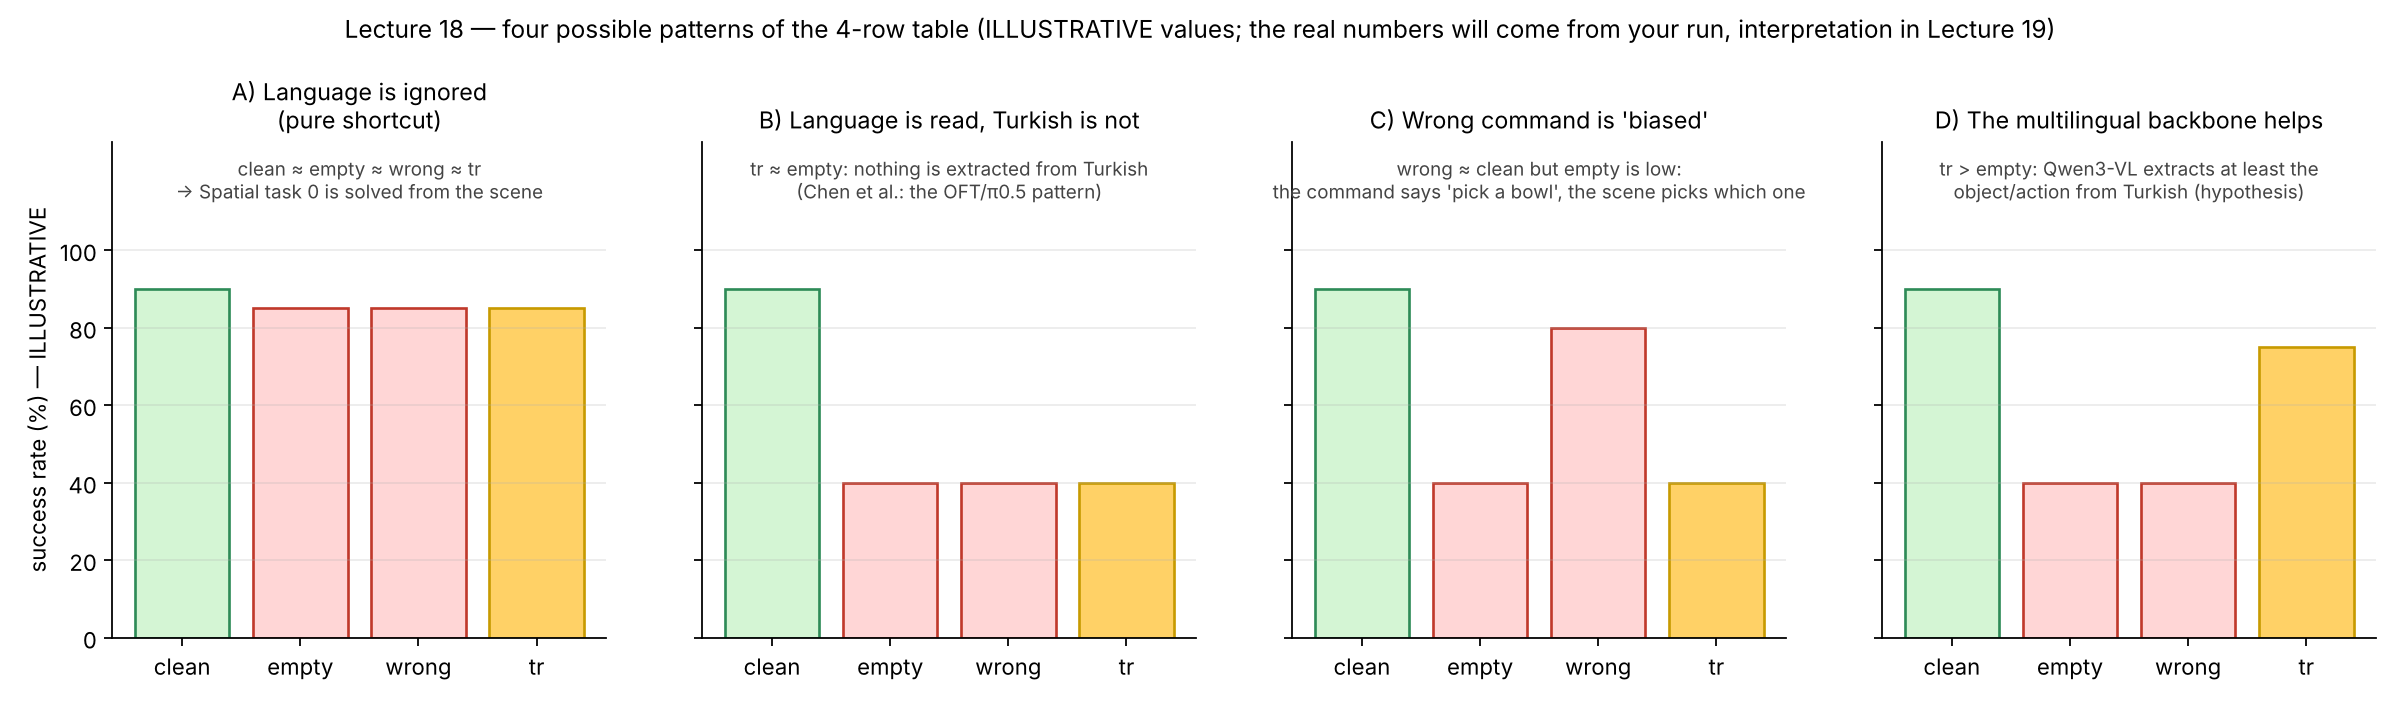 Lecture 18 — four possible patterns of the 4-row table (ILLUSTRATIVE values; the real numbers will come from your run, interpretation in Lecture 19)
A) Language is ignored
(pure shortcut)
clean ≈ empty ≈ wrong ≈ tr
→ Spatial task 0 is solved from the scene
success rate (%) — ILLUSTRATIVE
100
80
60
40
20
0
clean empty wrong tr
B) Language is read, Turkish is not
tr ≈ empty: nothing is extracted from Turkish
(Chen et al.: the OFT/π0.5 pattern)
clean empty wrong tr
C) Wrong command is 'biased'
wrong ≈ clean but empty is low:
the command says 'pick a bowl', the scene picks which one
clean empty wrong tr
D) The multilingual backbone helps
tr > empty: Qwen3-VL extracts at least the
object/action from Turkish (hypothesis)
clean empty wrong tr